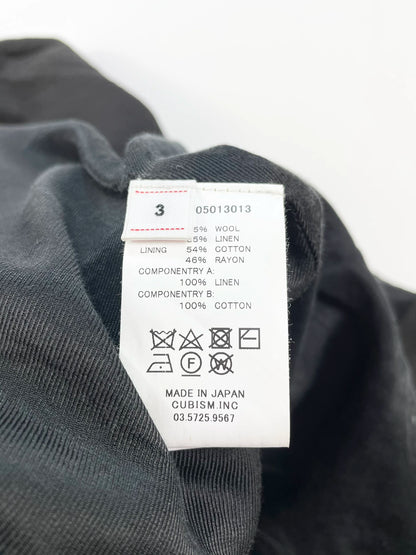 3
05013013
5% WOOL
5% LINEN
LINING 54% COTTON
46% RAYON
COMPONENTRY A:
100% LINEN
COMPONENTRY B:
100% COTTON
F
W
MADE IN JAPAN
CUBISM.INC
03.5725.9567